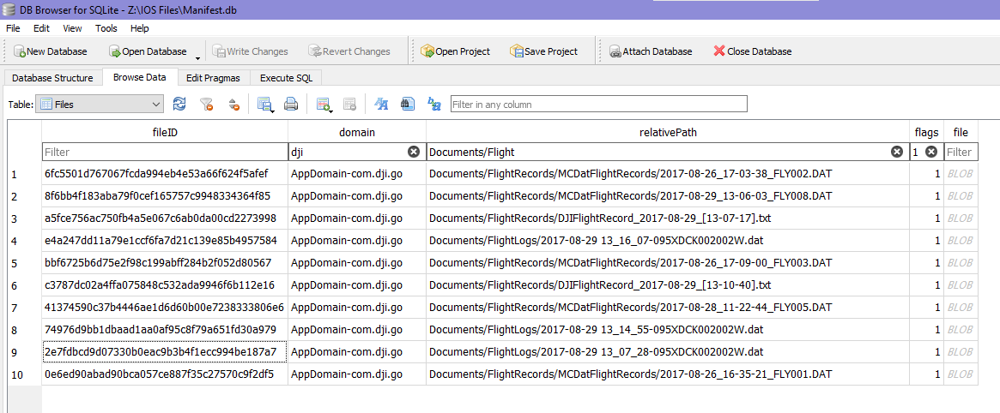 DB Browser for SQLite - Z:\IOS Files\Manifest.db
File Edit View Tools Help
New Database Open Database Write Changes Revert Changes Open Project Save Project Attach Database Close Database
Database Structure Browse Data Edit Pragmas Execute SQL
Table: Files Filter in any column
fileID domain relativePath flags file
Filter dji Documents/Flight 1 Filter
1 6fc5501d767067fcda994eb4e53a66f624f5afef AppDomain-com.dji.go Documents/FlightRecords/MCDatFlightRecords/2017-08-26_17-03-38_FLY002.DAT 1 BLOB
2 8f6bb4f183aba79f0cef165757c9948334364f85 AppDomain-com.dji.go Documents/FlightRecords/MCDatFlightRecords/2017-08-29_13-06-03_FLY008.DAT 1 BLOB
3 a5fce756ac750fb4a5e067c6ab0da00cd2273998 AppDomain-com.dji.go Documents/FlightRecords/DJIFlightRecord_2017-08-29_[13-07-17].txt 1 BLOB
4 e4a247dd11a79e1ccf6fa7d21c139e85b4957584 AppDomain-com.dji.go Documents/FlightLogs/2017-08-29 13_16_07-095XDCK002002W.dat 1 BLOB
5 bbf6725b6d75e2f98c199abff284b2f052d80567 AppDomain-com.dji.go Documents/FlightRecords/MCDatFlightRecords/2017-08-26_17-09-00_FLY003.DAT 1 BLOB
6 c3787dc02a4ffa075848c532ada9946f6b112e16 AppDomain-com.dji.go Documents/FlightRecords/DJIFlightRecord_2017-08-29_[13-10-40].txt 1 BLOB
7 41374590c37b4446ae1d6d60b00e7238333806e6 AppDomain-com.dji.go Documents/FlightRecords/MCDatFlightRecords/2017-08-28_11-22-44_FLY005.DAT 1 BLOB
8 74976d9bb1dbaad1aa0af95c8f79a651fd30a979 AppDomain-com.dji.go Documents/FlightLogs/2017-08-29 13_14_55-095XDCK002002W.dat 1 BLOB
9 2e7fdbcd9d07330b0eac9b3b4f1ecc994be187a7 AppDomain-com.dji.go Documents/FlightLogs/2017-08-29 13_07_28-095XDCK002002W.dat 1 BLOB
10 0e6ed90abad90bca057ce887f35c27570c9f2df5 AppDomain-com.dji.go Documents/FlightRecords/MCDatFlightRecords/2017-08-26_16-35-21_FLY001.DAT 1 BLOB